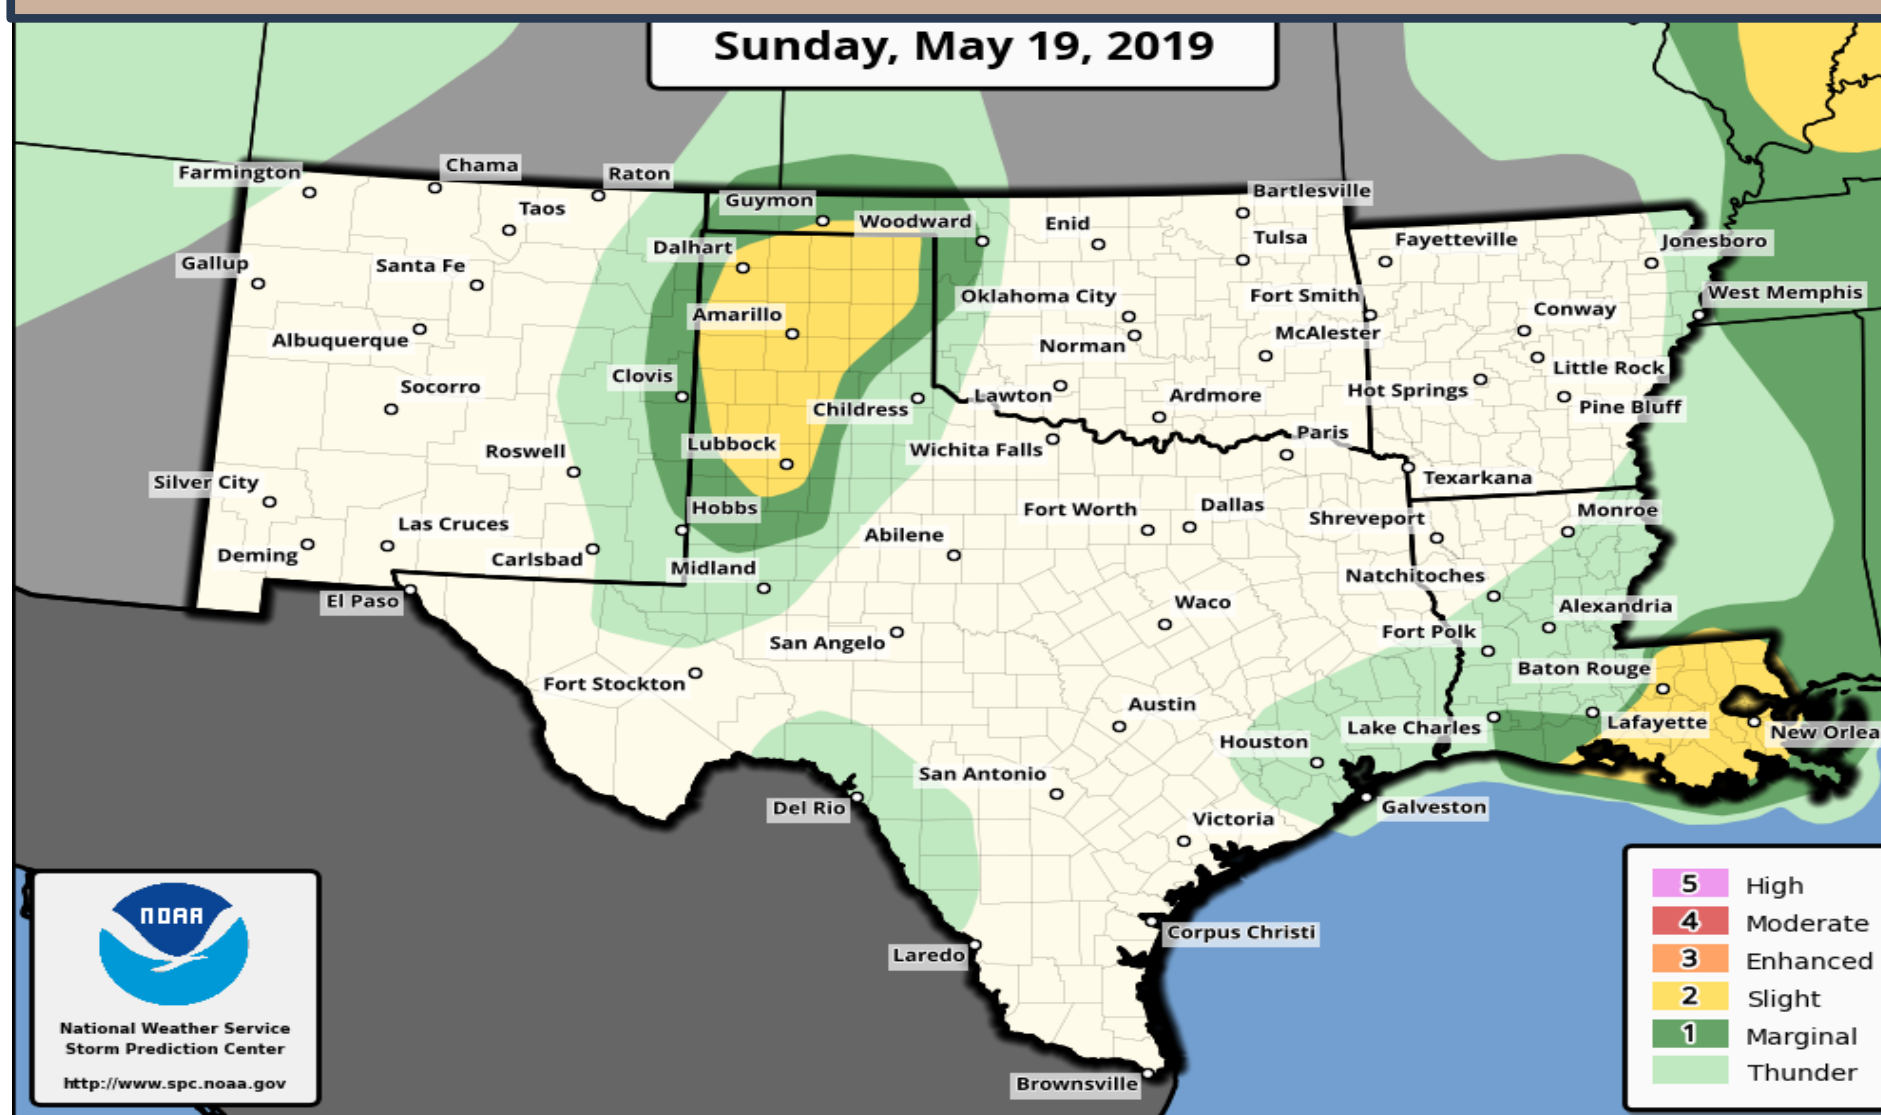 Sunday, May 19, 2019
Farmington
Chama
Raton
Taos
Guymon
Woodward
Enid
Bartlesville
Tulsa
Fayetteville
Jonesboro
Gallup
Santa Fe
Dalhart
Amarillo
Oklahoma City
Fort Smith
Conway
West Memphis
Albuquerque
Norman
McAlester
Little Rock
Socorro
Clovis
Childress
Lawton
Ardmore
Hot Springs
Pine Bluff
Roswell
Lubbock
Wichita Falls
Paris
Texarkana
Silver City
Las Cruces
Hobbs
Fort Worth
Dallas
Shreveport
Monroe
Deming
Carlsbad
Midland
Abilene
Natchitoches
El Paso
Waco
Alexandria
San Angelo
Fort Polk
Fort Stockton
Baton Rouge
Austin
Lake Charles
Lafayette
New Orlea
Houston
San Antonio
Del Rio
Galveston
Victoria
Corpus Christi
Laredo
Brownsville
NOAA
National Weather Service
Storm Prediction Center
http://www.spc.noaa.gov
5 High
4 Moderate
3 Enhanced
2 Slight
1 Marginal
Thunder